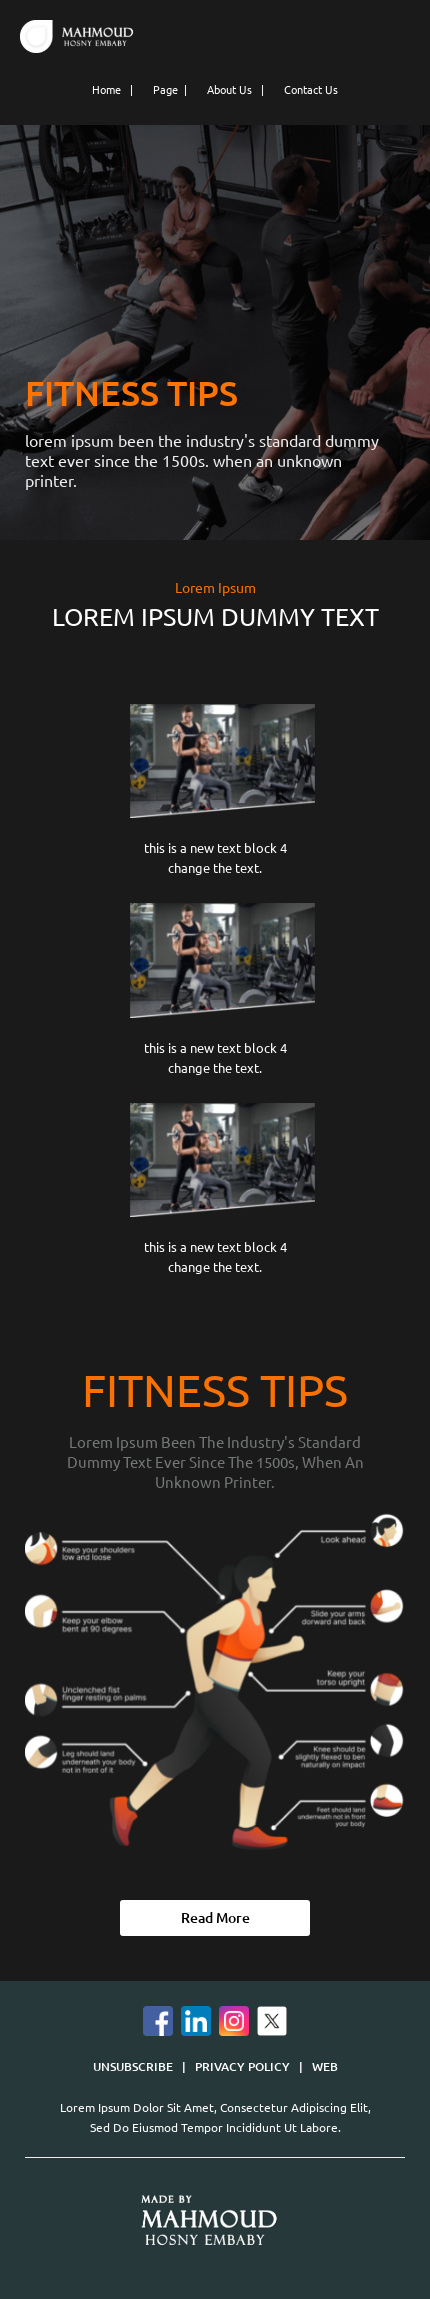 MAHMOUD
HOSNY EMBABY
Home | Page | About Us | Contact Us
FITNESS TIPS
lorem ipsum been the industry's standard dummy
text ever since the 1500s. when an unknown
printer.
Lorem Ipsum
LOREM IPSUM DUMMY TEXT
this is a new text block 4
change the text.
this is a new text block 4
change the text.
this is a new text block 4
change the text.
FITNESS TIPS
Lorem Ipsum Been The Industry's Standard
Dummy Text Ever Since The 1500s, When An
Unknown Printer.
Keep your shoulders
low and loose
Look ahead
Keep your elbow
bent at 90 degrees
Slide your arms
dorward and back
Unclenched fist
finger resting on palms
Keep your
torso upright
Leg should land
underneath your body
not in front of it
Knee should be
slightly flexed to ben
naturally on impact
Feet should land
underneath not in front
your body
Read More
UNSUBSCRIBE | PRIVACY POLICY | WEB
Lorem Ipsum Dolor Sit Amet, Consectetur Adipiscing Elit,
Sed Do Eiusmod Tempor Incididunt Ut Labore.
MADE BY
MAHMOUD
HOSNY EMBABY